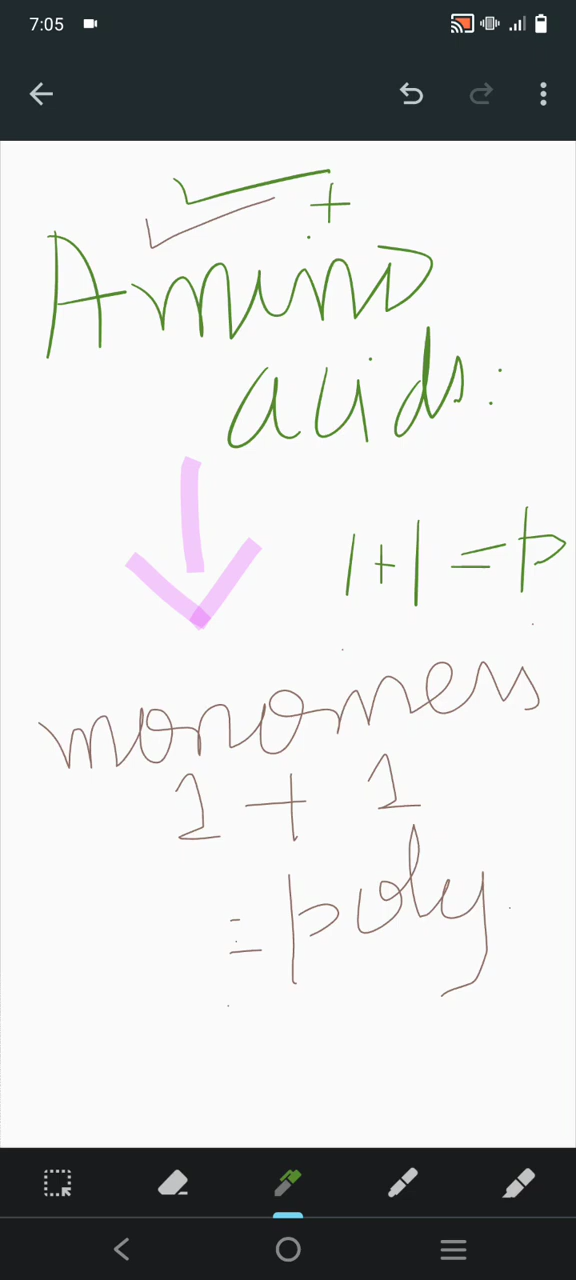 7:05
+
Amino
acids:
1+1=p
monomers
1 + 1
= poly